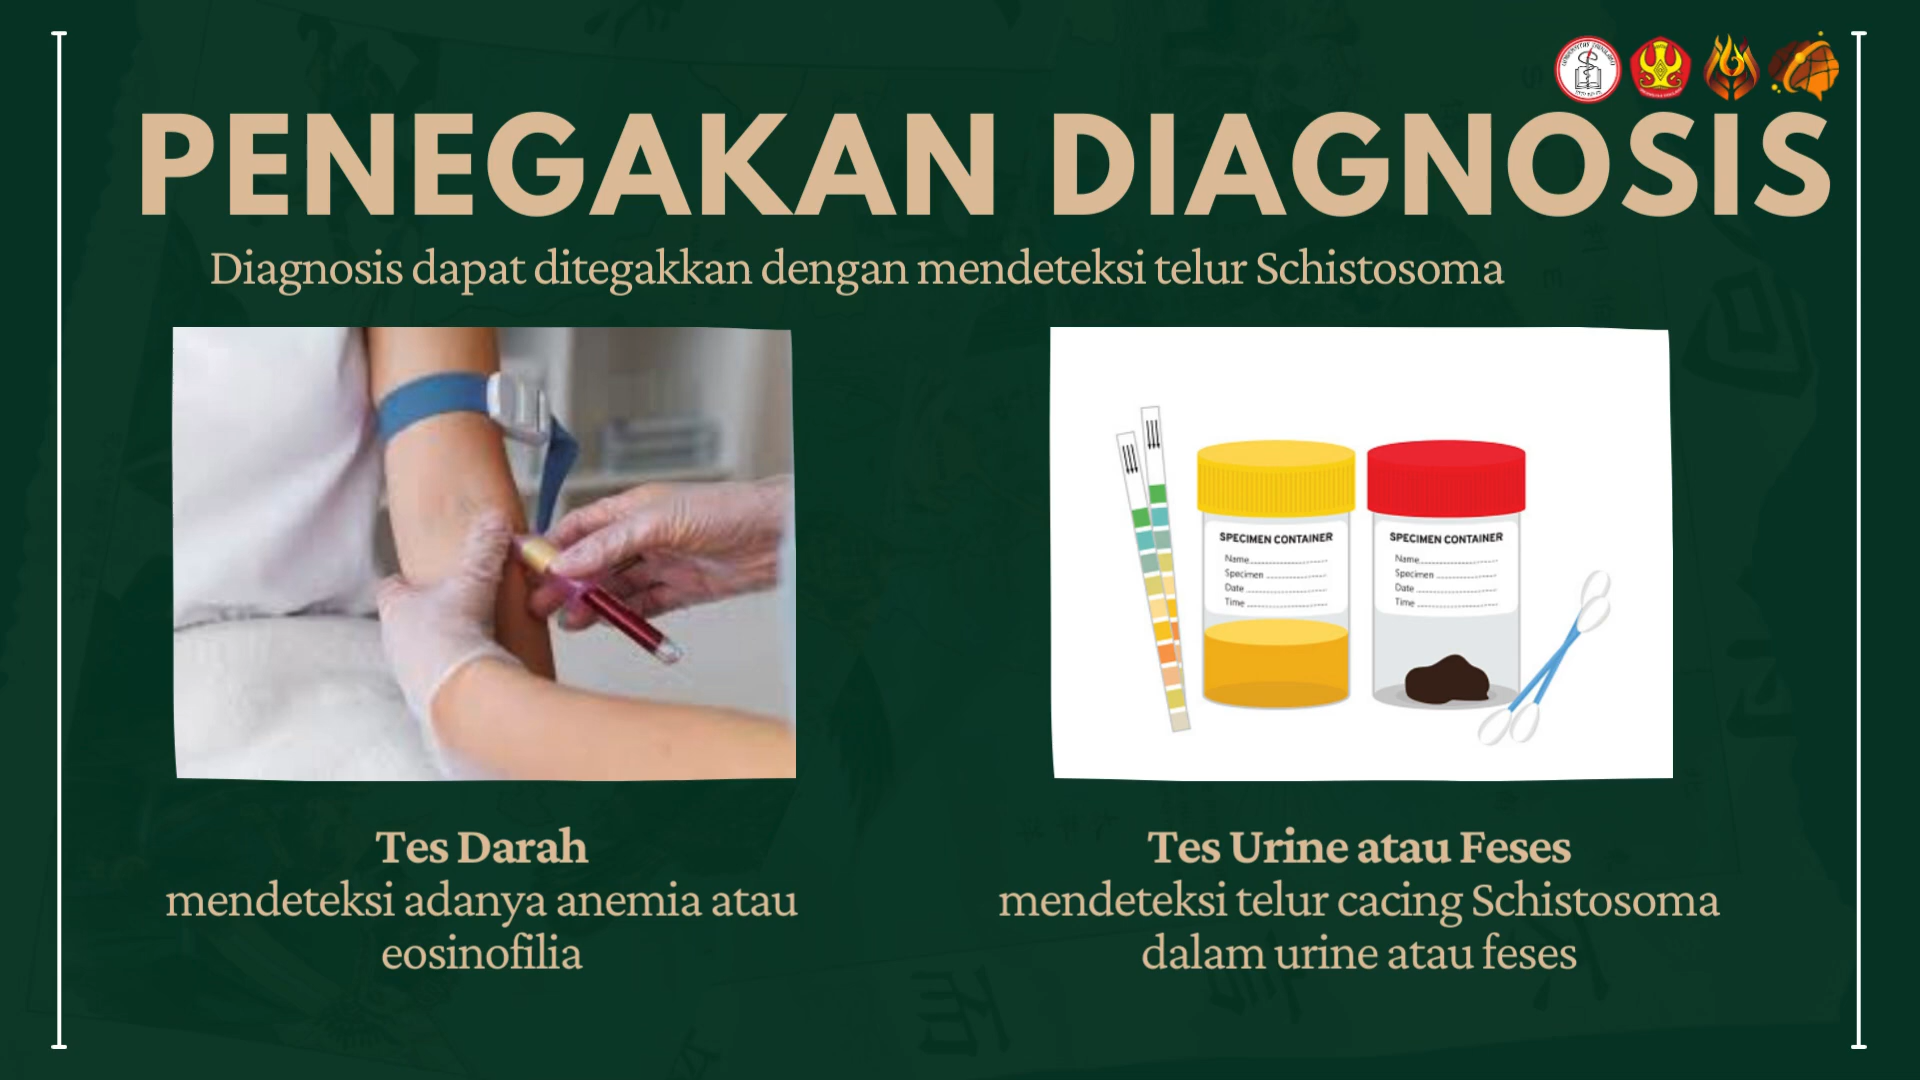 PENEGAKAN DIAGNOSIS
Diagnosis dapat ditegakkan dengan mendeteksi telur Schistosoma
SPECIMEN CONTAINER
Name
Specimen
Date
Time
SPECIMEN CONTAINER
Name
Specimen
Date
Time
Tes Darah
mendeteksi adanya anemia atau
eosinofilia
Tes Urine atau Feses
mendeteksi telur cacing Schistosoma
dalam urine atau feses